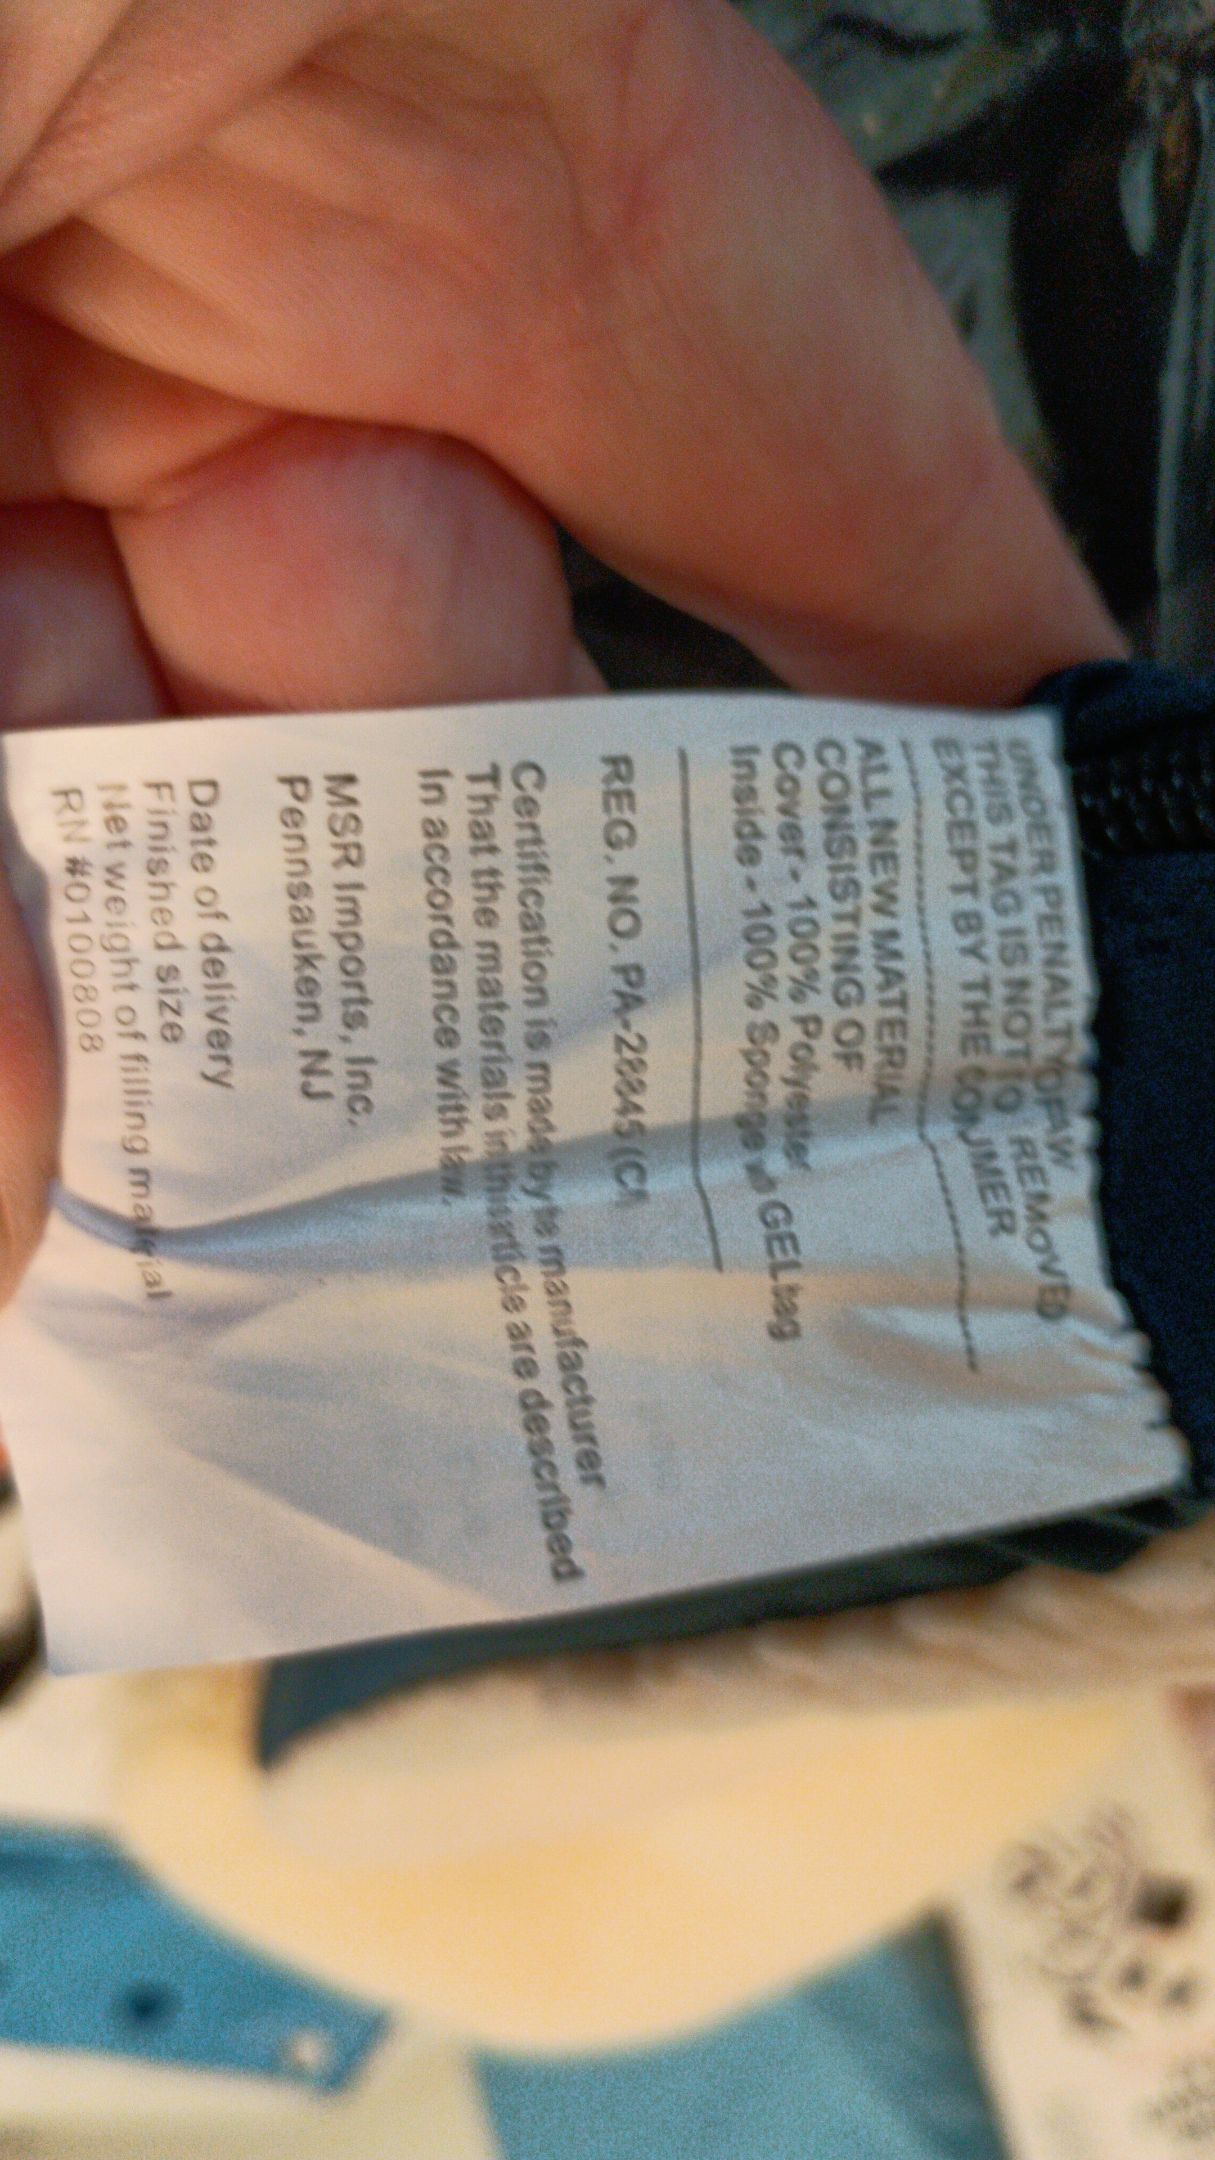 UNDER PENALTY OF LAW
THIS TAG IS NOT TO REMOVED
EXCEPT BY THE CONUMER
ALL NEW MATERIAL
CONSISTING OF
Cover - 100% Polyester
Inside - 100% Sponge GEL bag
REG. NO. PA-28845 (CN
Certification is made by manufacturer
That the materials in this article are described
In accordance with law.
MSR Imports, Inc.
Pennsauken, NJ
Date of delivery
Finished size
Net weight of filling material
RN #0100808